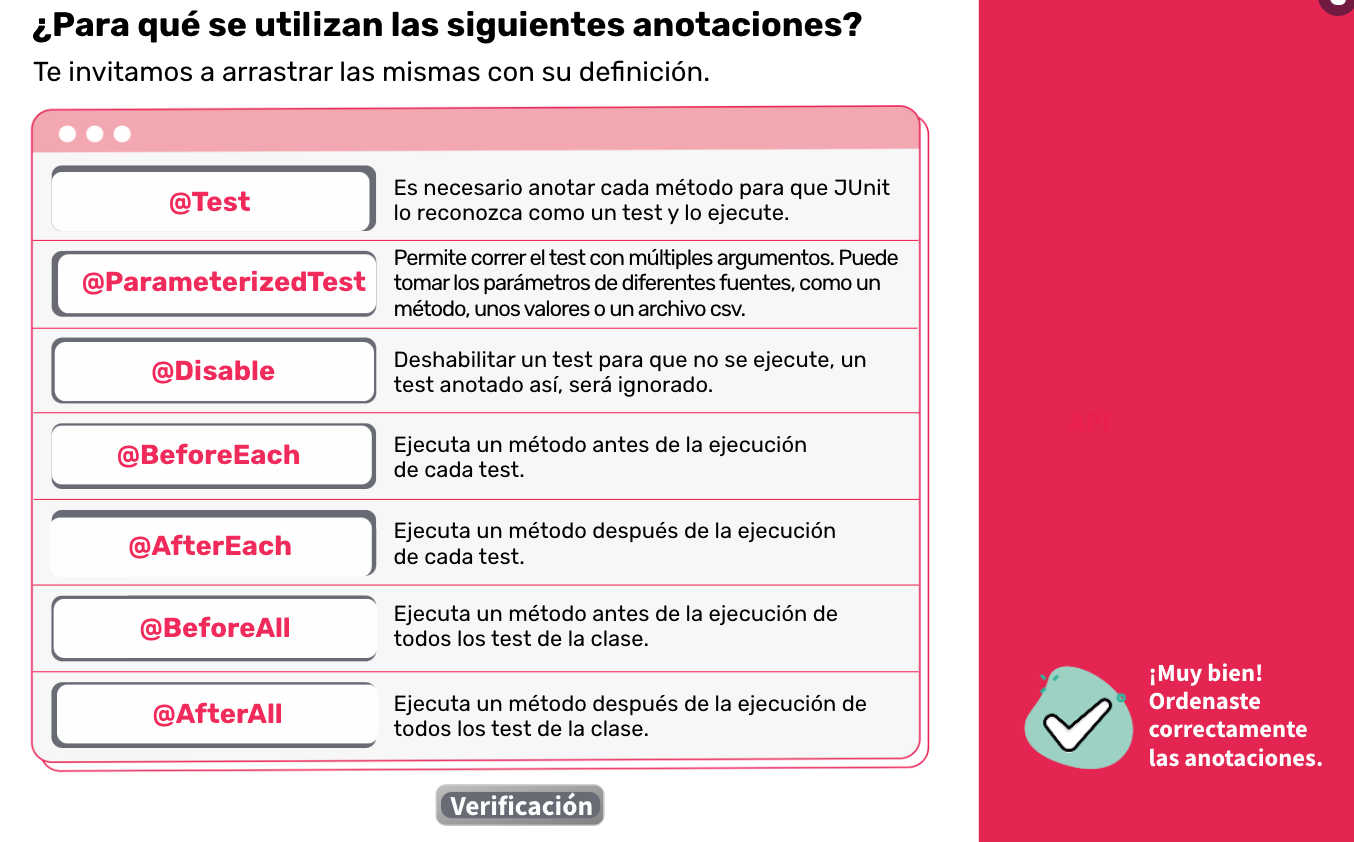 ¿Para qué se utilizan las siguientes anotaciones?
Te invitamos a arrastrar las mismas con su definición.
@Test
Es necesario anotar cada método para que JUnit
lo reconozca como un test y lo ejecute.
@ParameterizedTest
Permite correr el test con múltiples argumentos. Puede
tomar los parámetros de diferentes fuentes, como un
método, unos valores o un archivo csv.
@Disable
Deshabilitar un test para que no se ejecute, un
test anotado así, será ignorado.
@BeforeEach
Ejecuta un método antes de la ejecución
de cada test.
@AfterEach
Ejecuta un método después de la ejecución
de cada test.
@BeforeAll
Ejecuta un método antes de la ejecución de
todos los test de la clase.
@AfterAll
Ejecuta un método después de la ejecución de
todos los test de la clase.
Verificación
API
¡Muy bien!
Ordenaste
correctamente
las anotaciones.